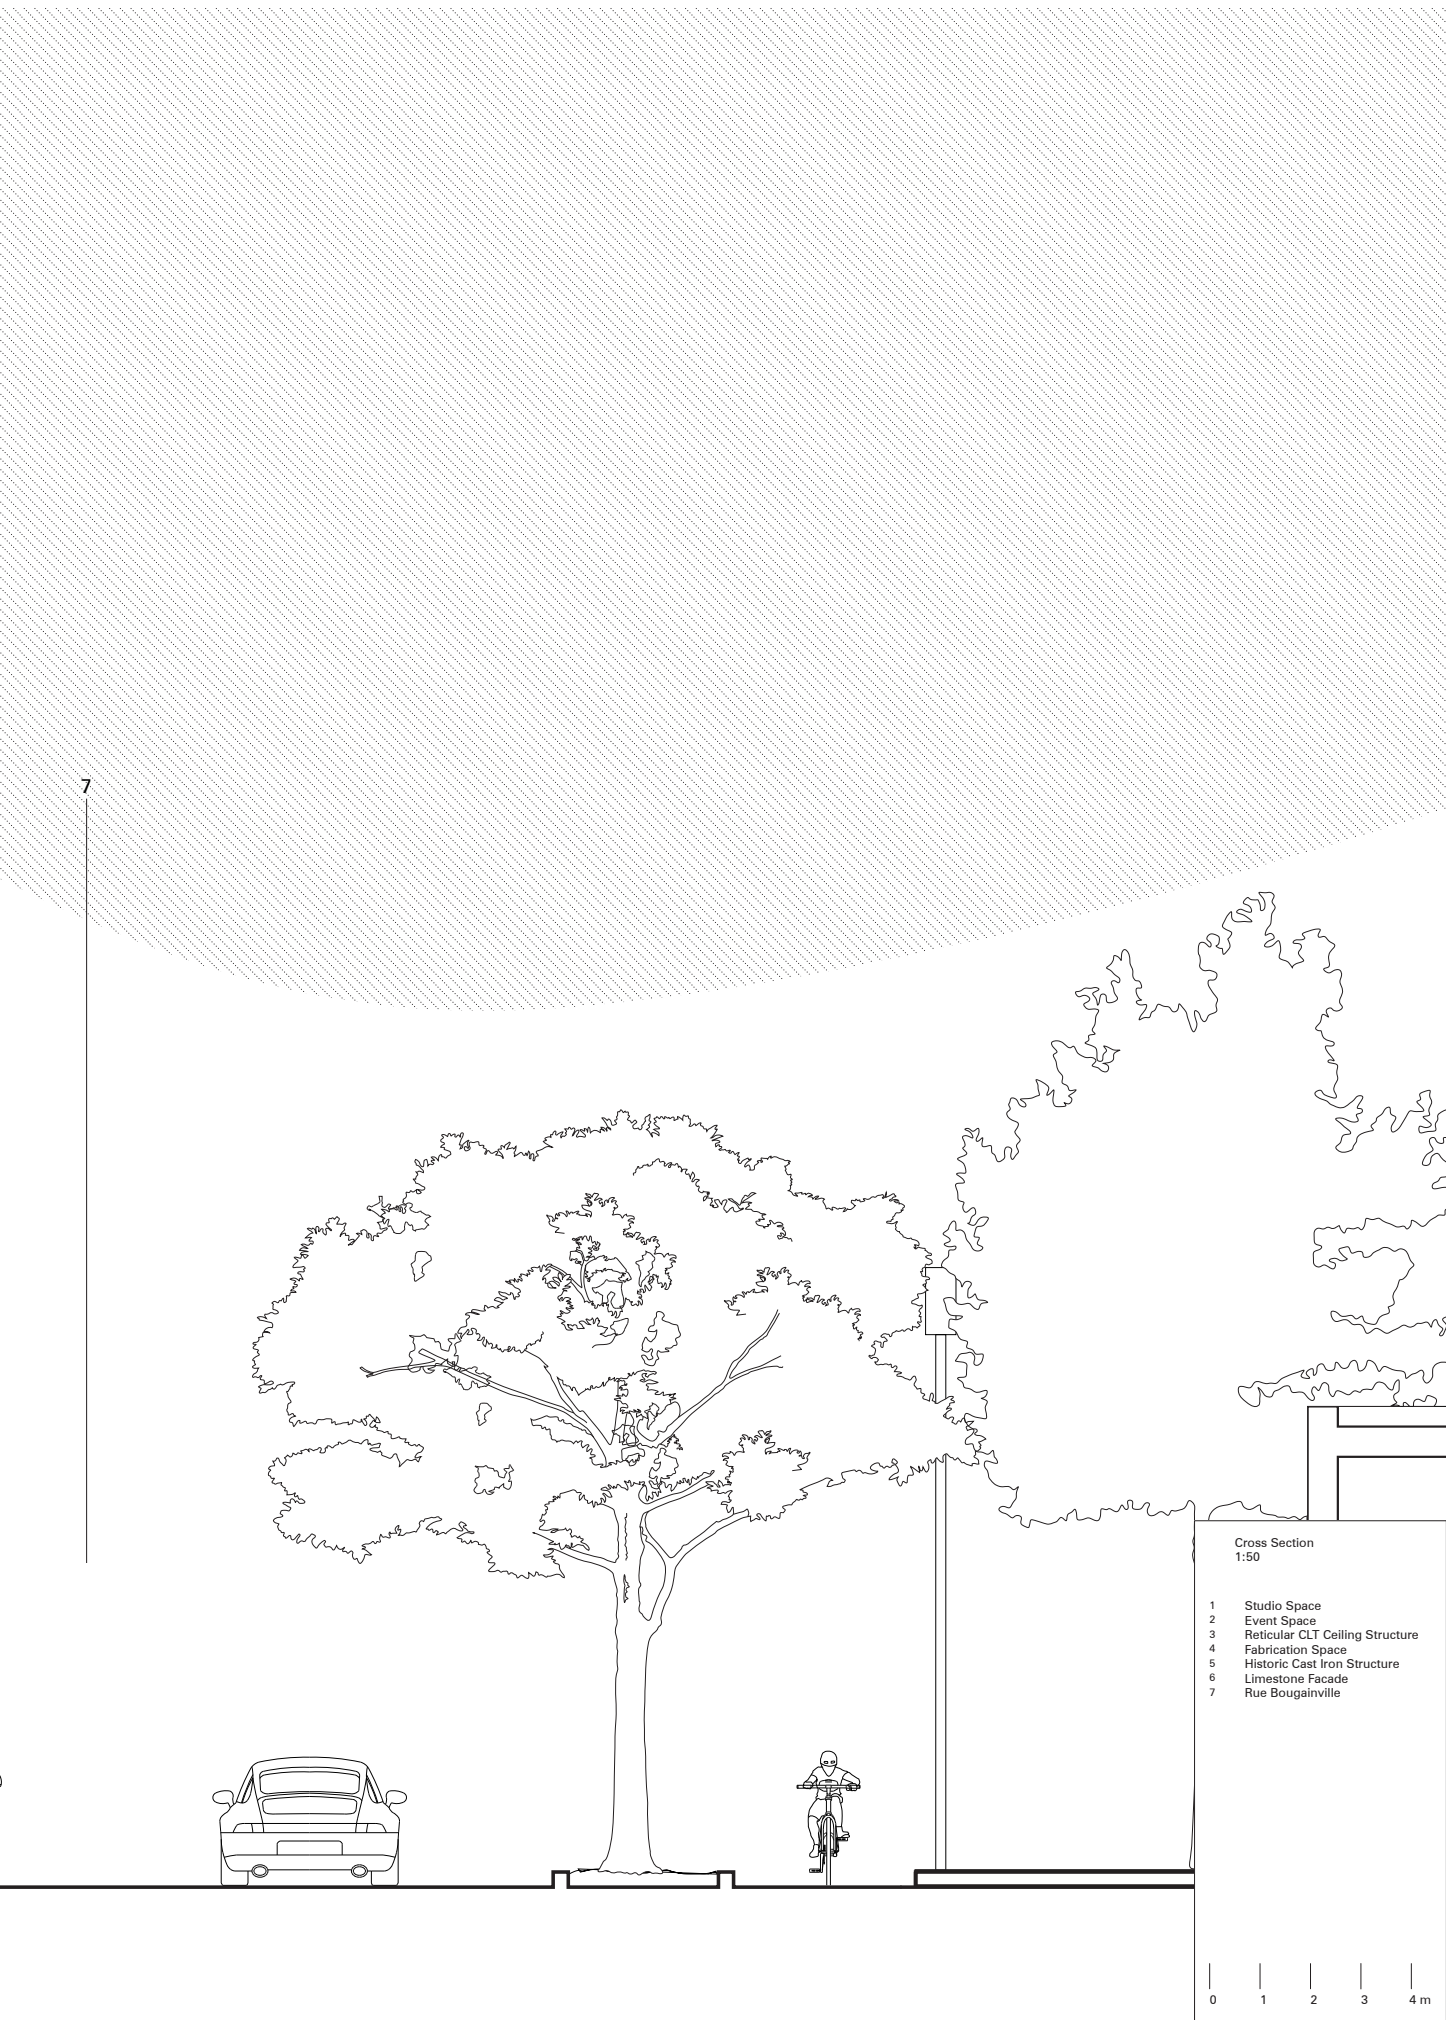 7
Cross Section
1:50
1 Studio Space
2 Event Space
3 Reticular CLT Ceiling Structure
4 Fabrication Space
5 Historic Cast Iron Structure
6 Limestone Facade
7 Rue Bougainville
0 1 2 3 4 m